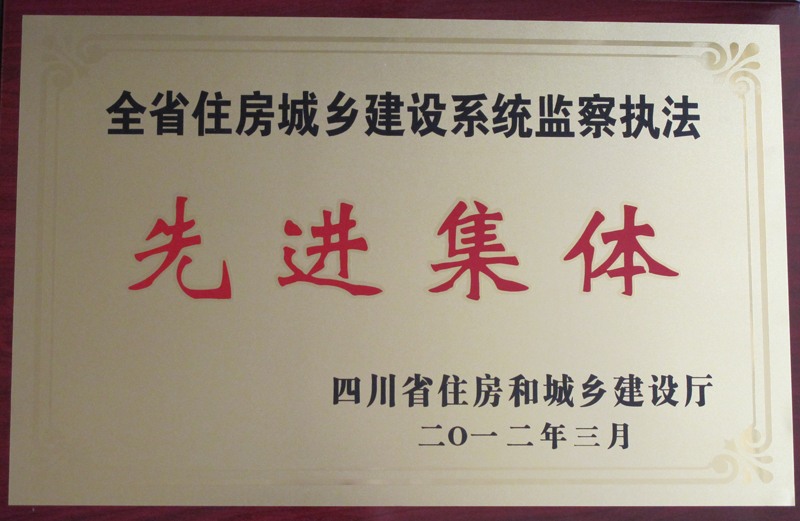 全省住房城乡建设系统监察执法
先进集体
四川省住房和城乡建设厅
二O一二年三月